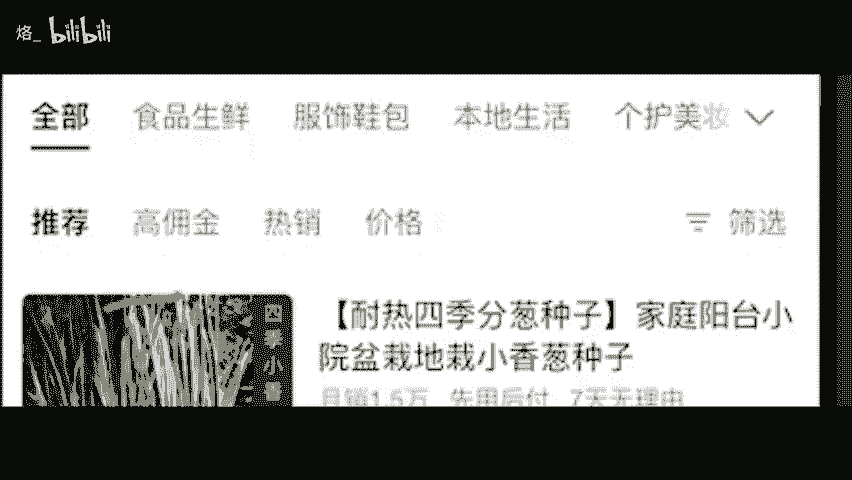 烙_ bilibili
全部 食品生鲜 服饰鞋包 本地生活 个护美妆
推荐 高佣金 热销 价格 筛选
【耐热四季分葱种子】家庭阳台小
院盆栽地栽小香葱种子
月销1.5万 先用后付 7天无理由
四季小香